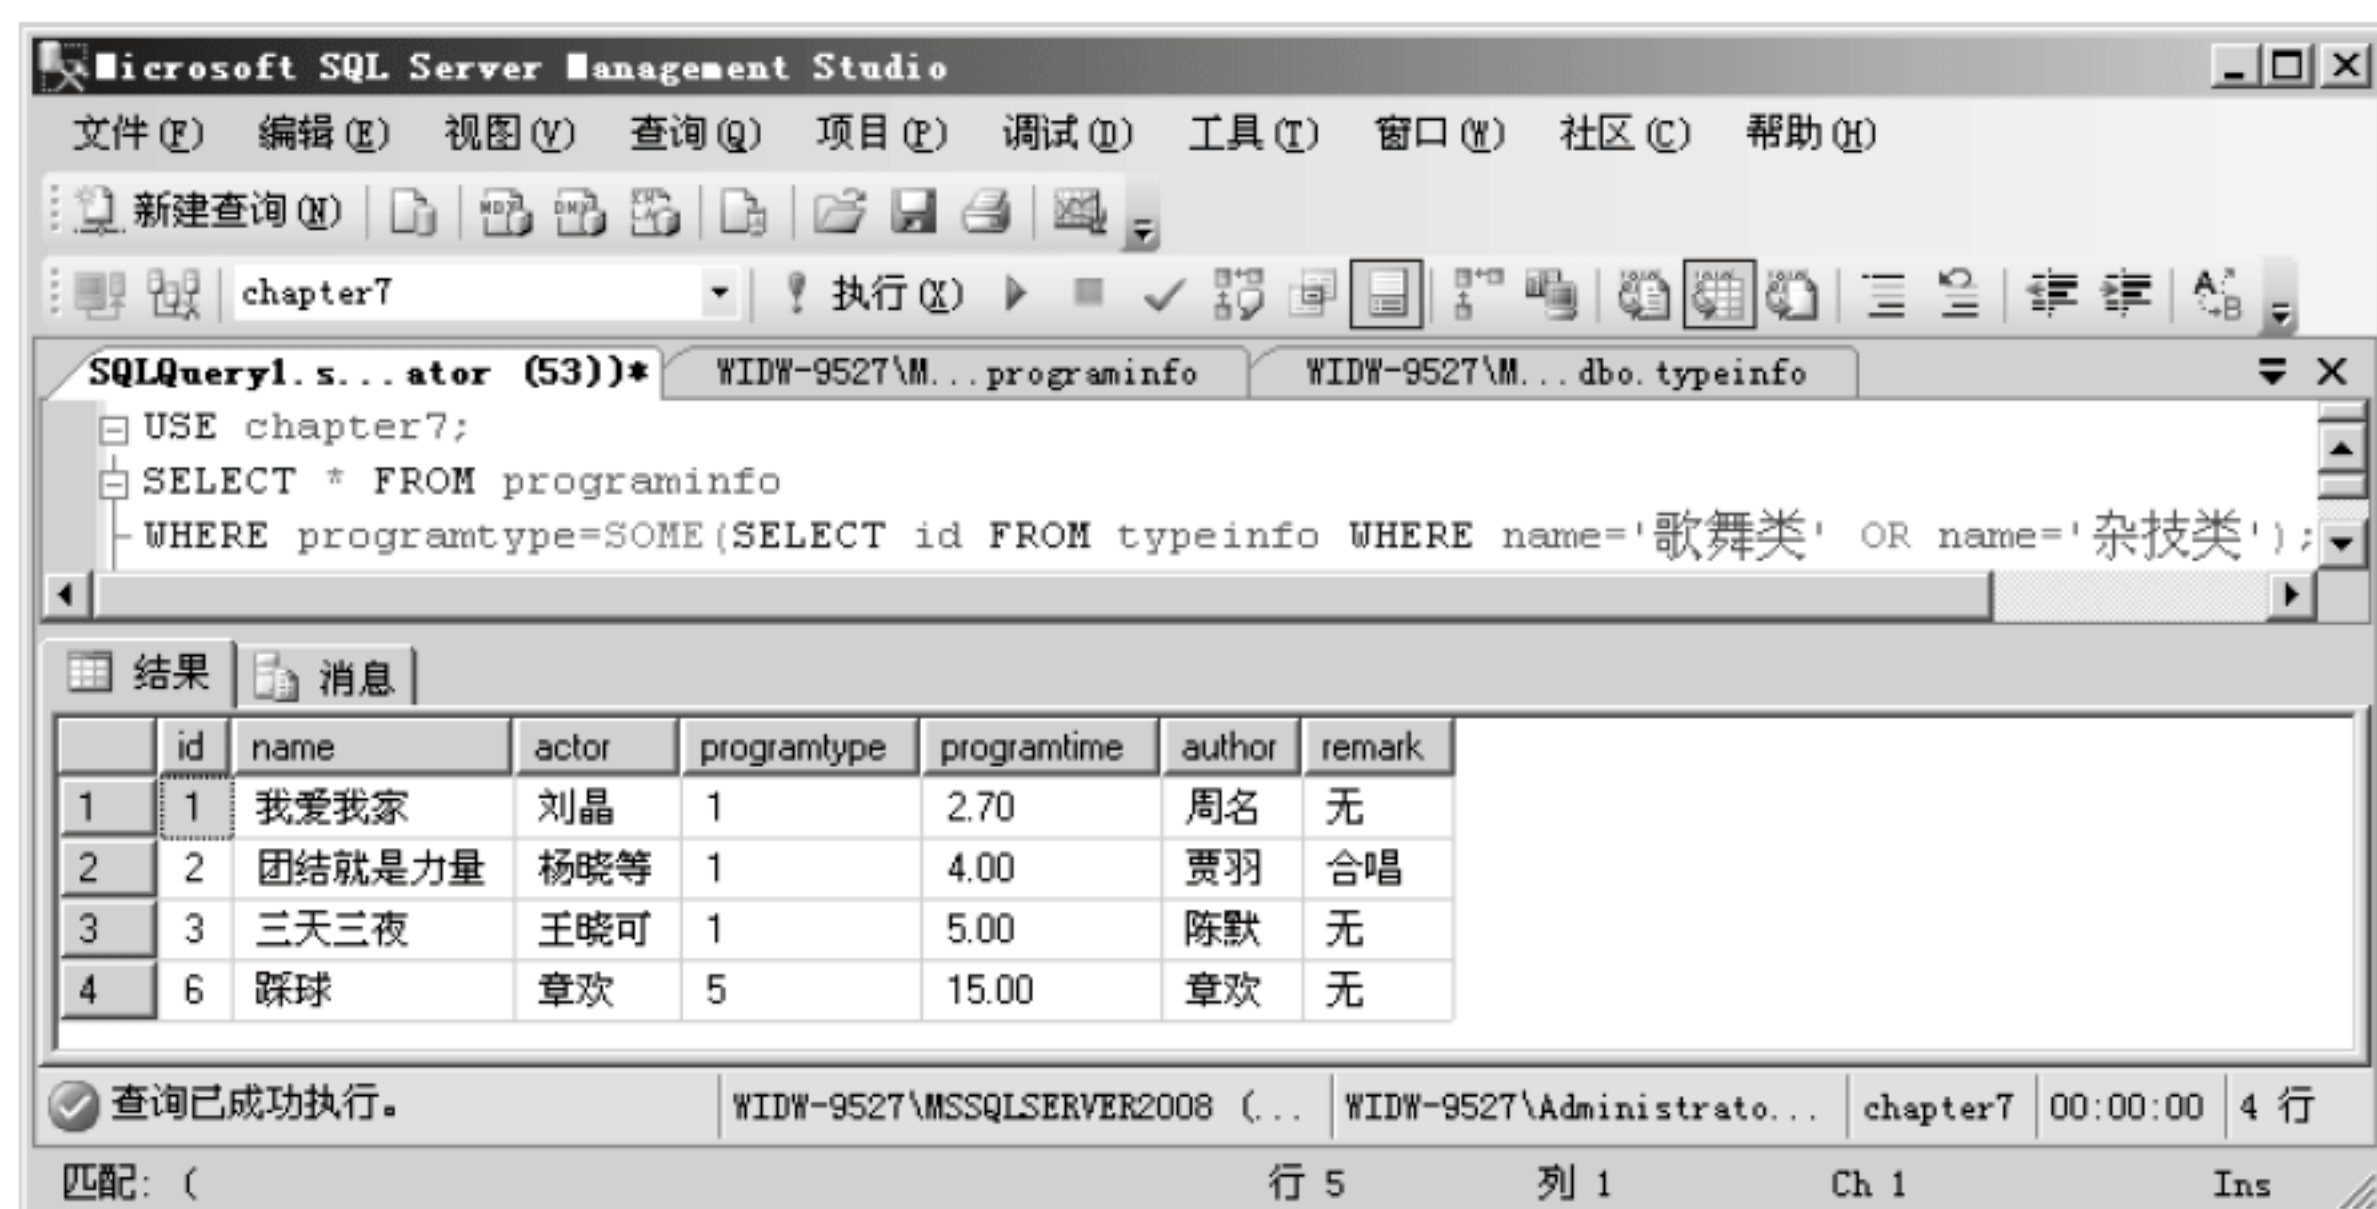 Microsoft SQL Server Management Studio
文件(F) 编辑(E) 视图(V) 查询(Q) 项目(P) 调试(D) 工具(T) 窗口(W) 社区(C) 帮助(H)
新建查询(N)
chapter7 执行(X)
SQLQuery1.s...ator (53))* WIDW-9527\M...programinfo WIDW-9527\M...dbo.typeinfo
USE chapter7;
SELECT * FROM programinfo
WHERE programtype=SOME(SELECT id FROM typeinfo WHERE name='歌舞类' OR name='杂技类');
结果 消息
id name actor programtype programtime author remark
1 1 我爱我家 刘晶 1 2.70 周名 无
2 2 团结就是力量 杨晓等 1 4.00 贾羽 合唱
3 3 三天三夜 王晓可 1 5.00 陈默 无
4 6 踩球 章欢 5 15.00 章欢 无
查询已成功执行。 WIDW-9527\MSSQLSERVER2008 (... WIDW-9527\Administrato... chapter7 00:00:00 4 行
匹配: ( 行 5 列 1 Ch 1 Ins